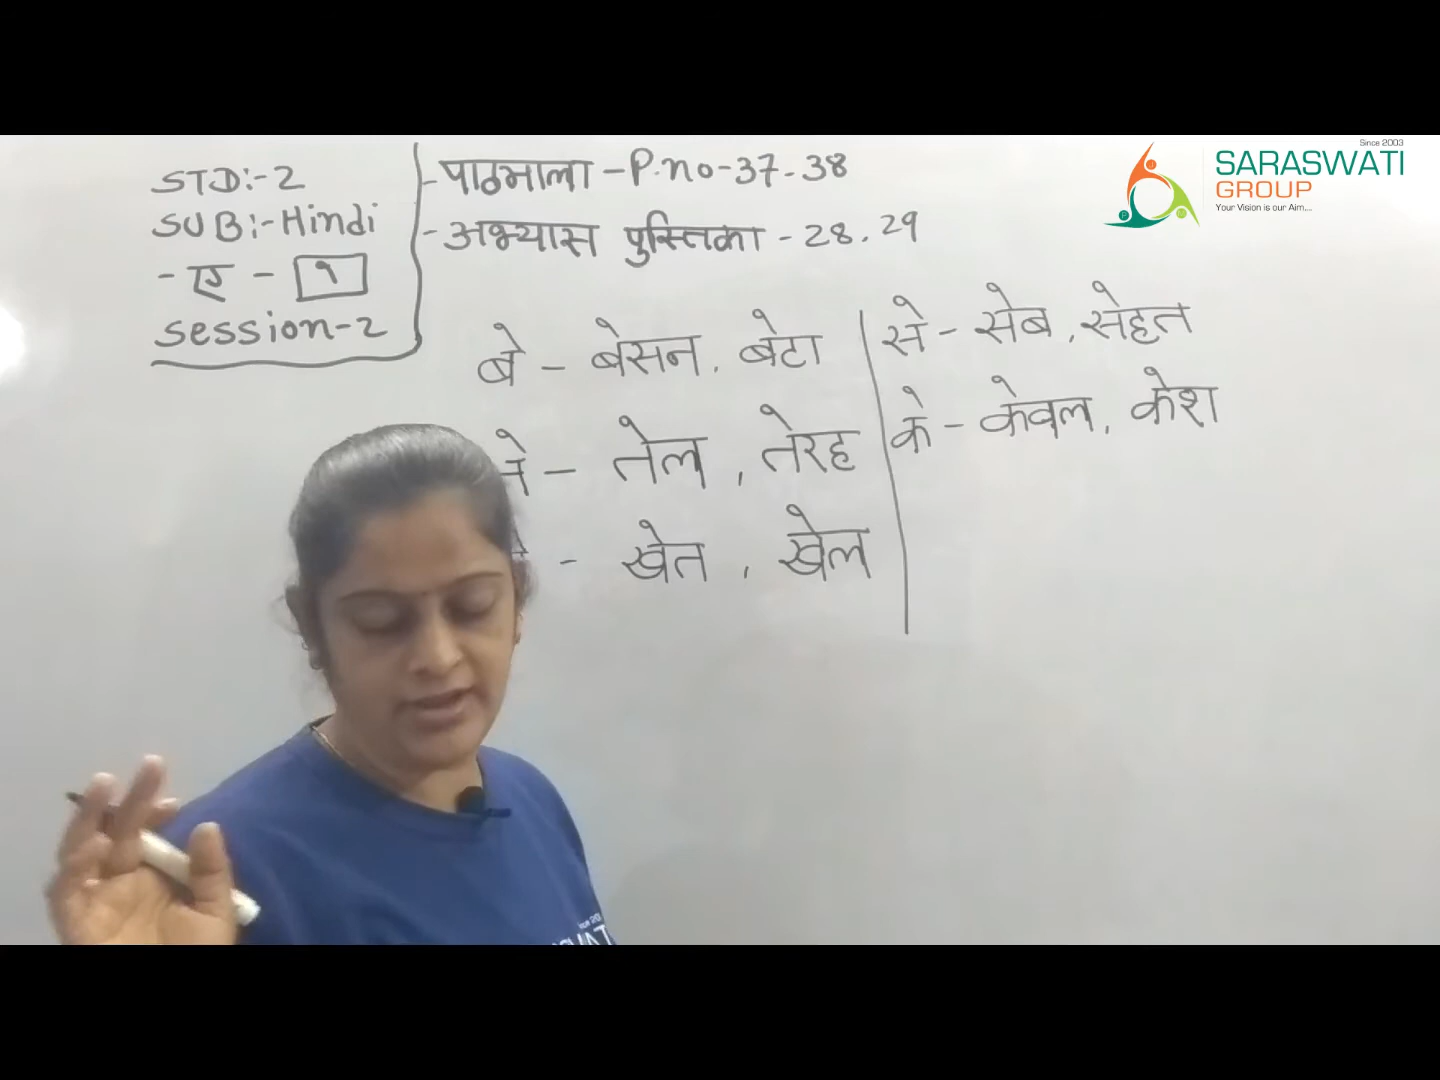 STD:-2
SUB:-Hindi
- ए - १
Session-2
- पाठमाला - P.no-37-38
- अभ्यास पुस्तिका - 28, 29
बे - बेसन, बेटा
- तेल, तेरह
- खेत, खेल
से - सेब, सेहत
के - केवल, केश
Since 2003
SARASWATI
GROUP
Your Vision is our Aim....